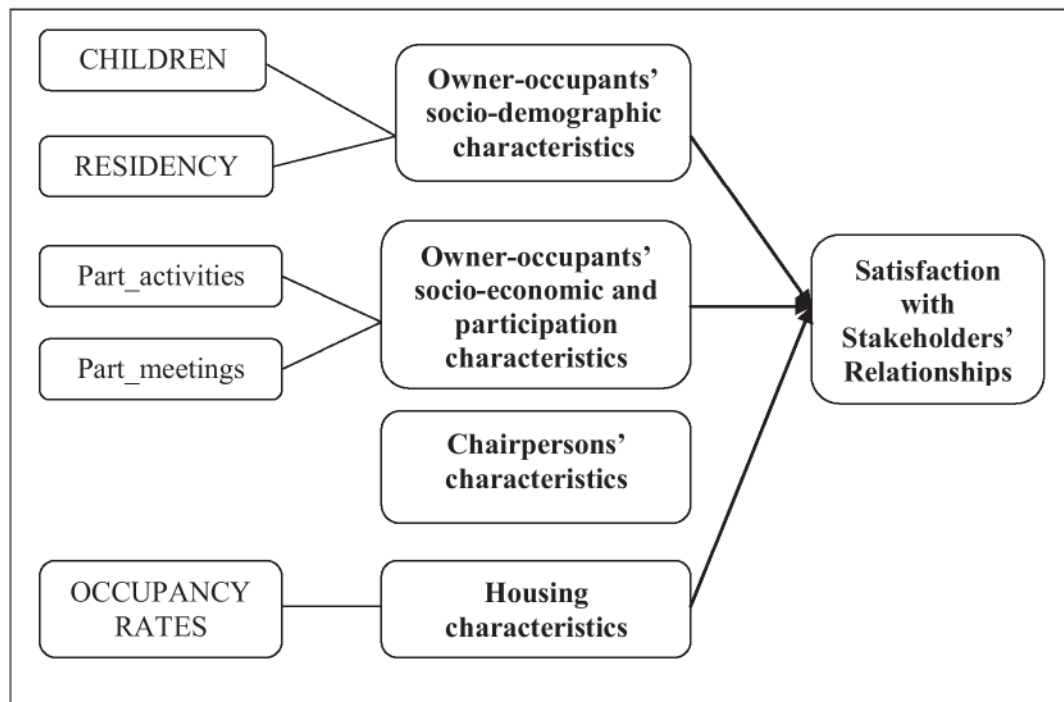 CHILDREN
RESIDENCY
Part_activities
Part_meetings
OCCUPANCY
RATES
Owner-occupants’
socio-demographic
characteristics
Owner-occupants’
socio-economic and
participation
characteristics
Chairpersons’
characteristics
Housing
characteristics
Satisfaction
with
Stakeholders’
Relationships